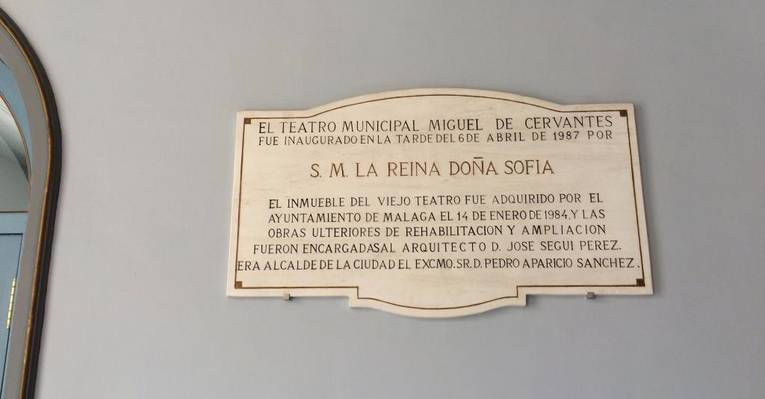 EL TEATRO MUNICIPAL MIGUEL DE CERVANTES
FUE INAUGURADO EN LA TARDE DEL 6 DE ABRIL DE 1987 POR
S. M. LA REINA DOÑA SOFIA
EL INMUEBLE DEL VIEJO TEATRO FUE ADQUIRIDO POR EL
AYUNTAMIENTO DE MALAGA EL 14 DE ENERO DE 1984, Y LAS
OBRAS ULTERIORES DE REHABILITACION Y AMPLIACION
FUERON ENCARGADAS AL ARQUITECTO D. JOSE SEGUI PEREZ.
ERA ALCALDE DE LA CIUDAD EL EXCMO. SR. D. PEDRO APARICIO SANCHEZ.